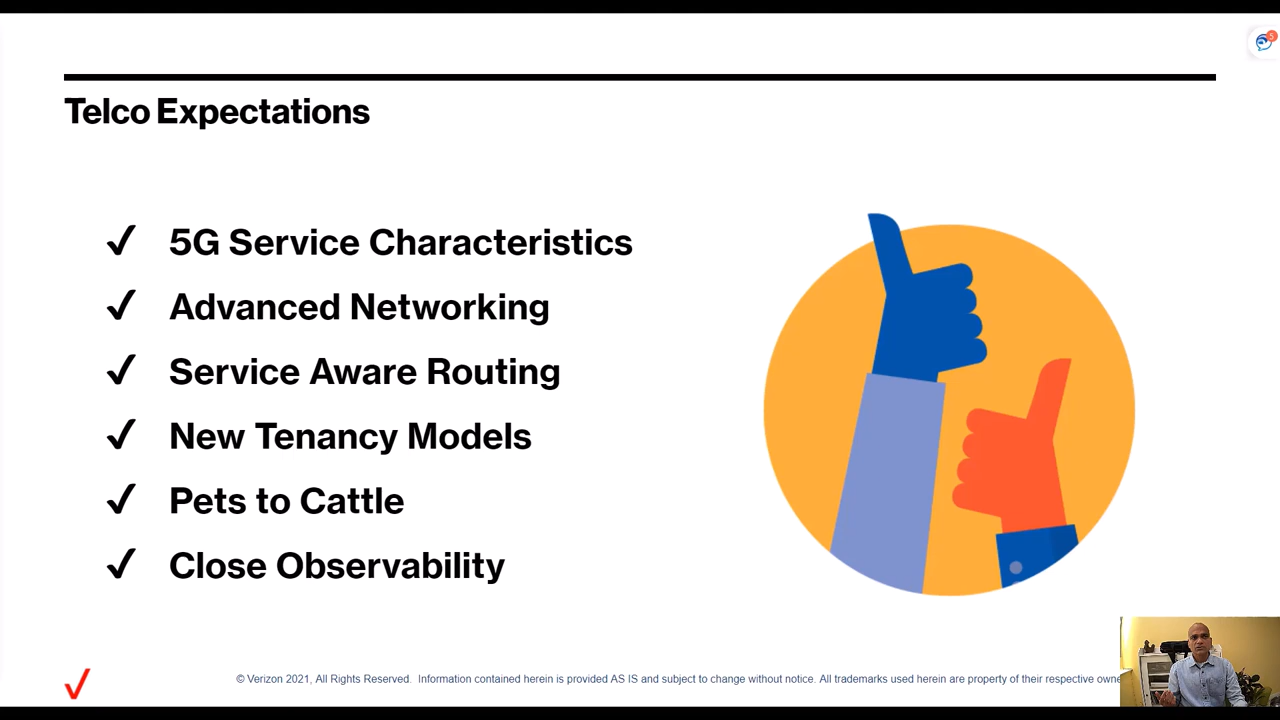 5
Telco Expectations
5G Service Characteristics
Advanced Networking
Service Aware Routing
New Tenancy Models
Pets to Cattle
Close Observability
© Verizon 2021, All Rights Reserved. Information contained herein is provided AS IS and subject to change without notice. All trademarks used herein are property of their respective